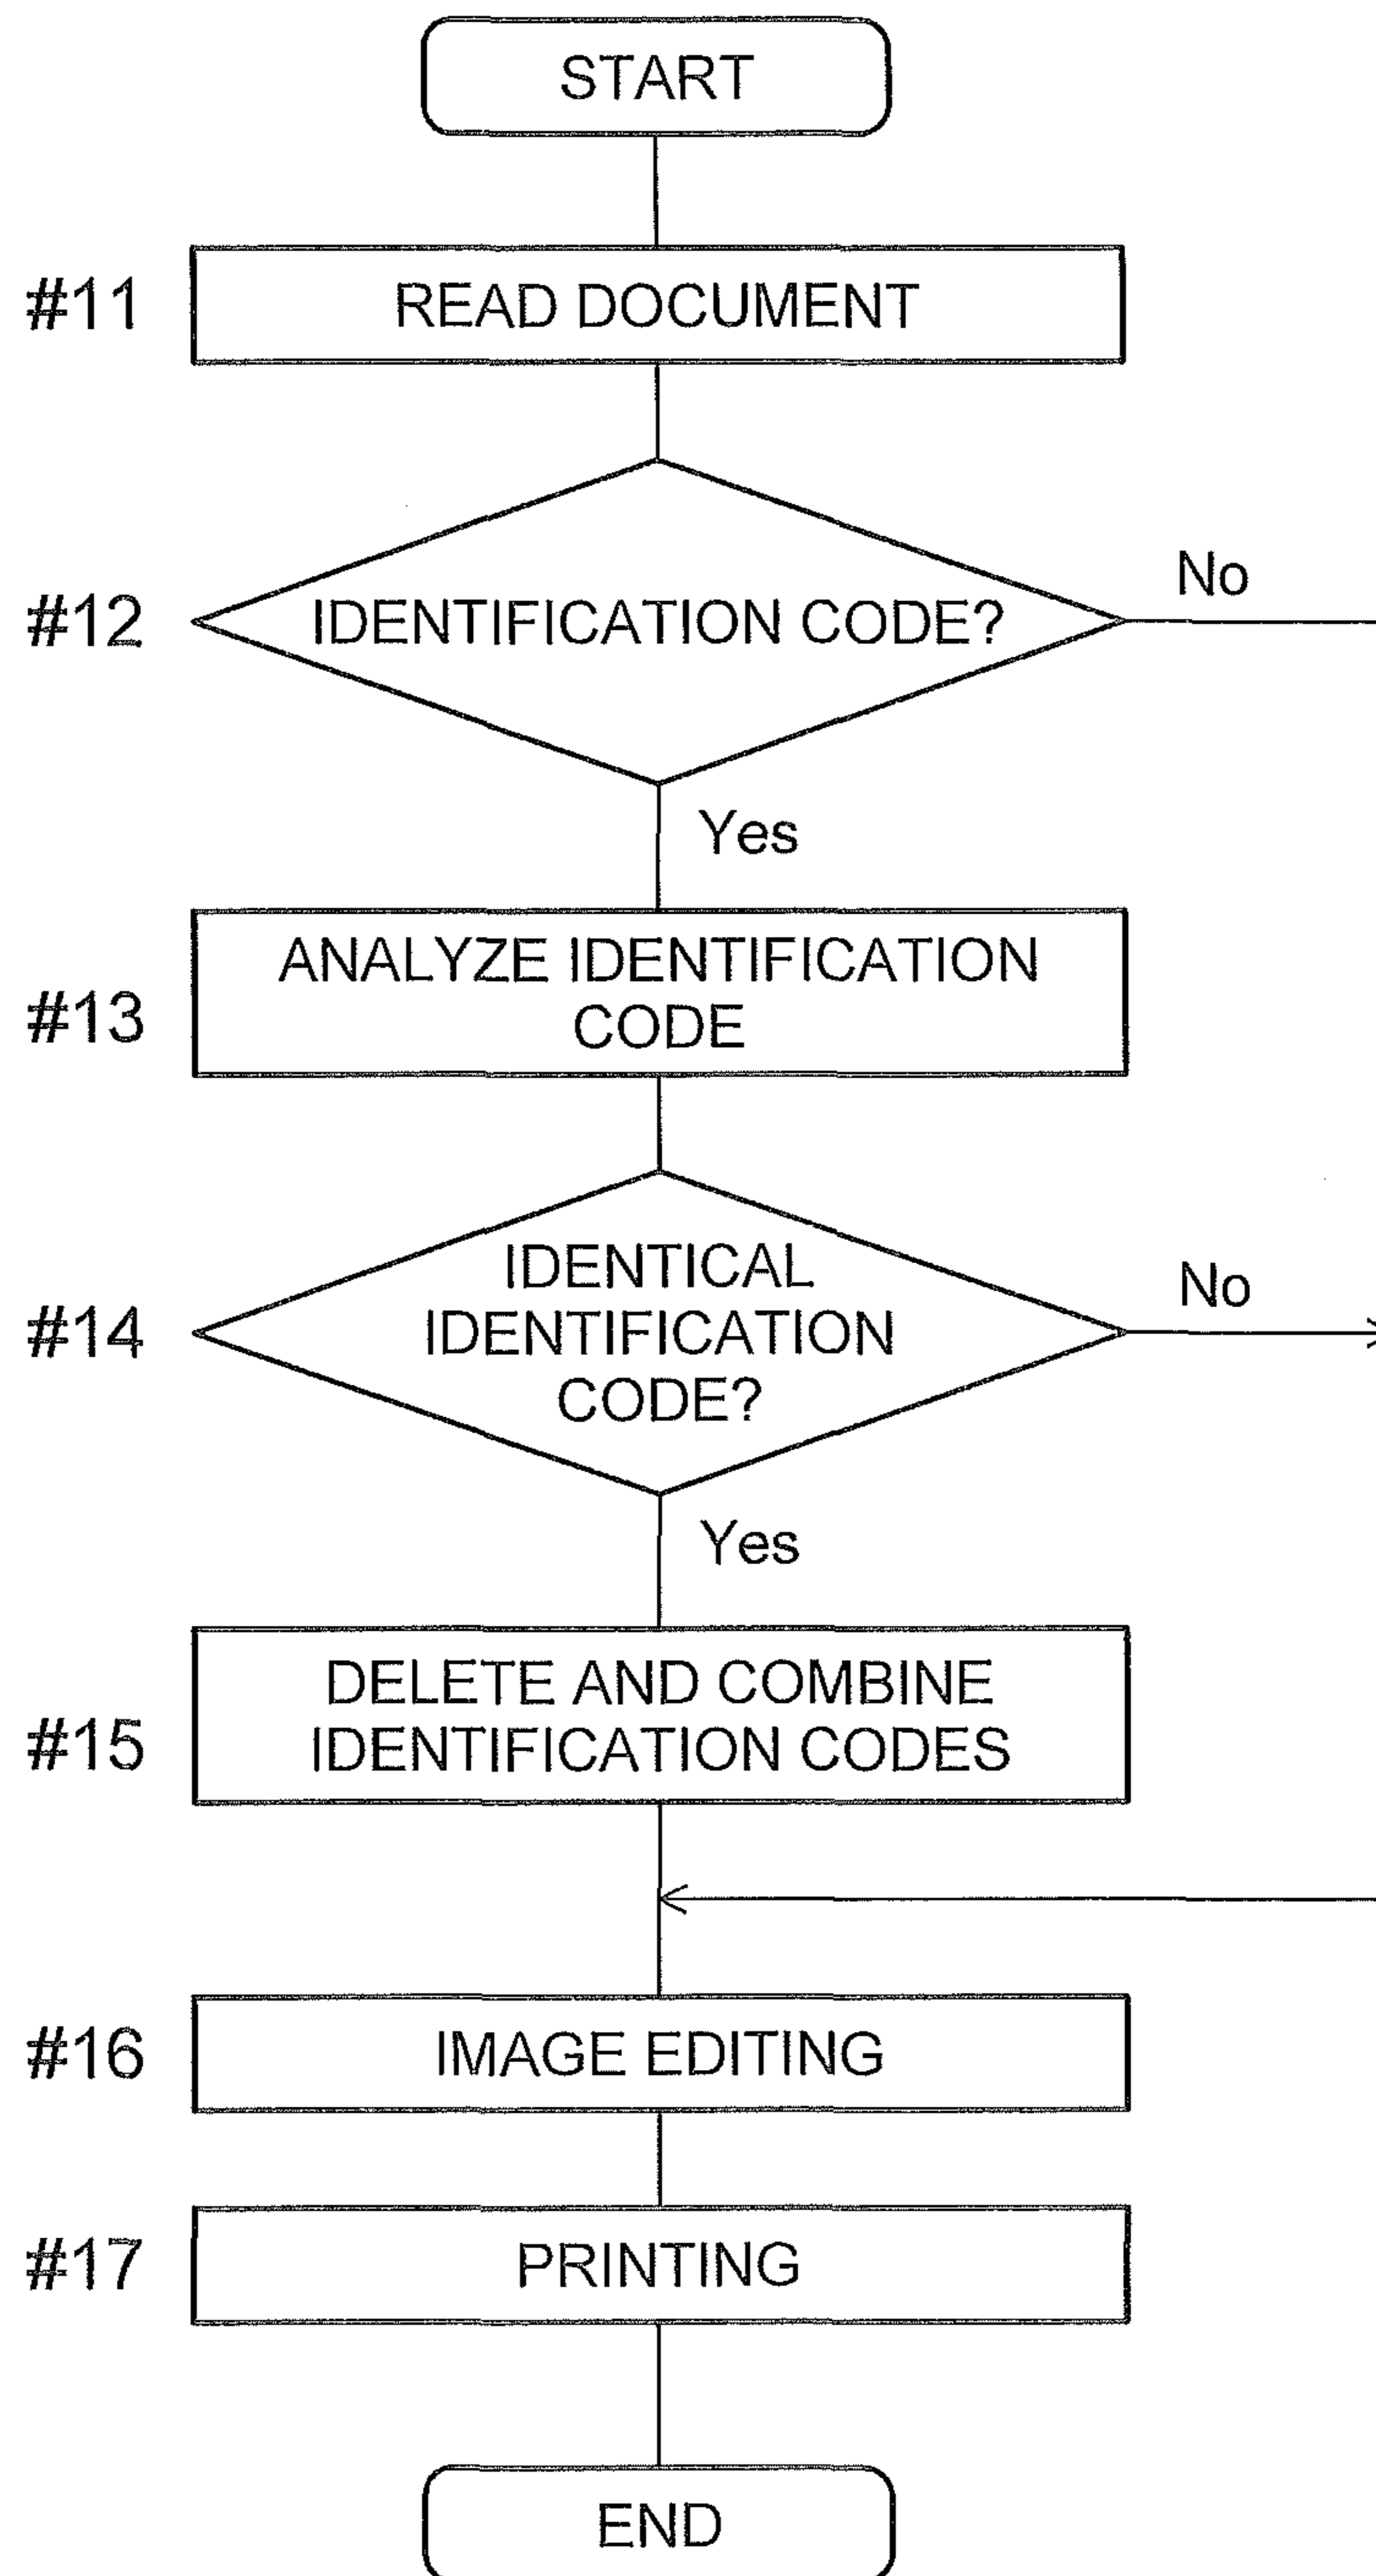 START
#11
READ DOCUMENT
#12
IDENTIFICATION CODE?
No
Yes
#13
ANALYZE IDENTIFICATION
CODE
#14
IDENTICAL
IDENTIFICATION
CODE?
No
Yes
#15
DELETE AND COMBINE
IDENTIFICATION CODES
#16
IMAGE EDITING
#17
PRINTING
END